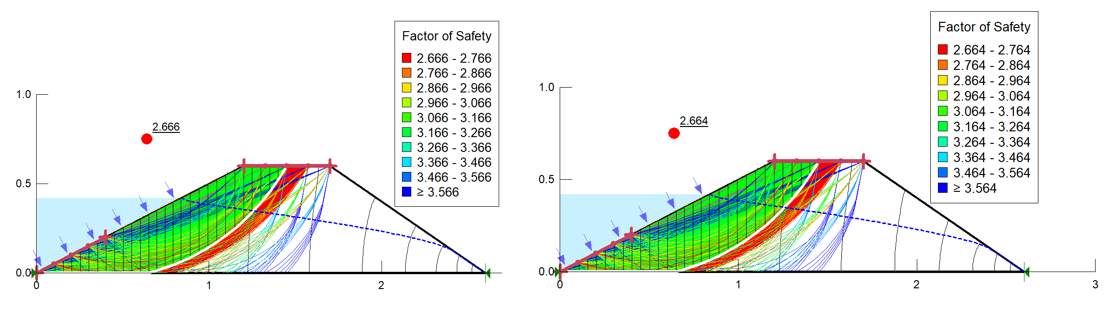 Factor of Safety
2.666 - 2.766
2.766 - 2.866
2.866 - 2.966
2.966 - 3.066
3.066 - 3.166
3.166 - 3.266
3.266 - 3.366
3.366 - 3.466
3.466 - 3.566
≥ 3.566
2.666
1.0
0.5
0.0
0
1
2
Factor of Safety
2.664 - 2.764
2.764 - 2.864
2.864 - 2.964
2.964 - 3.064
3.064 - 3.164
3.164 - 3.264
3.264 - 3.364
3.364 - 3.464
3.464 - 3.564
≥ 3.564
2.664
1.0
0.5
0.0
0
1
2
3